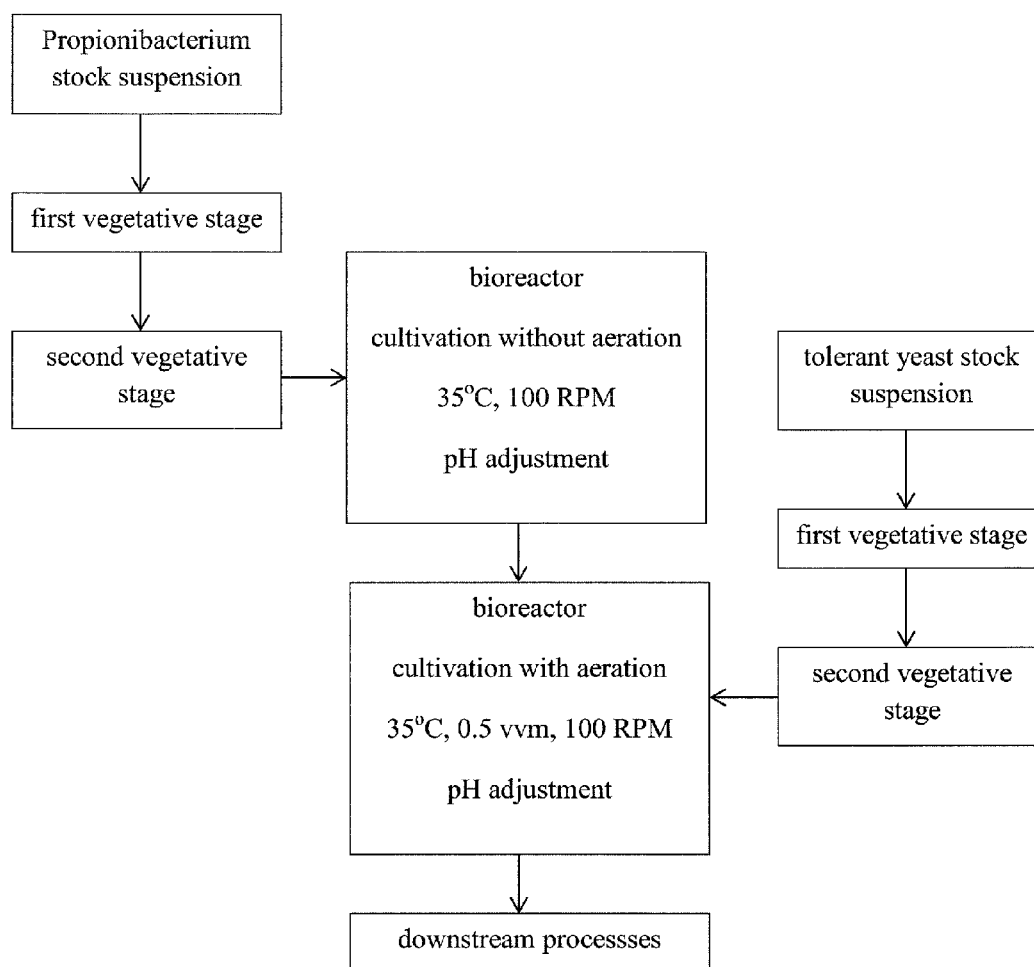 Propionibacterium
stock suspension
first vegetative stage
second vegetative
stage
bioreactor
cultivation without aeration
35°C, 100 RPM
pH adjustment
tolerant yeast stock
suspension
first vegetative stage
second vegetative
stage
bioreactor
cultivation with aeration
35°C, 0.5 vvm, 100 RPM
pH adjustment
downstream processses